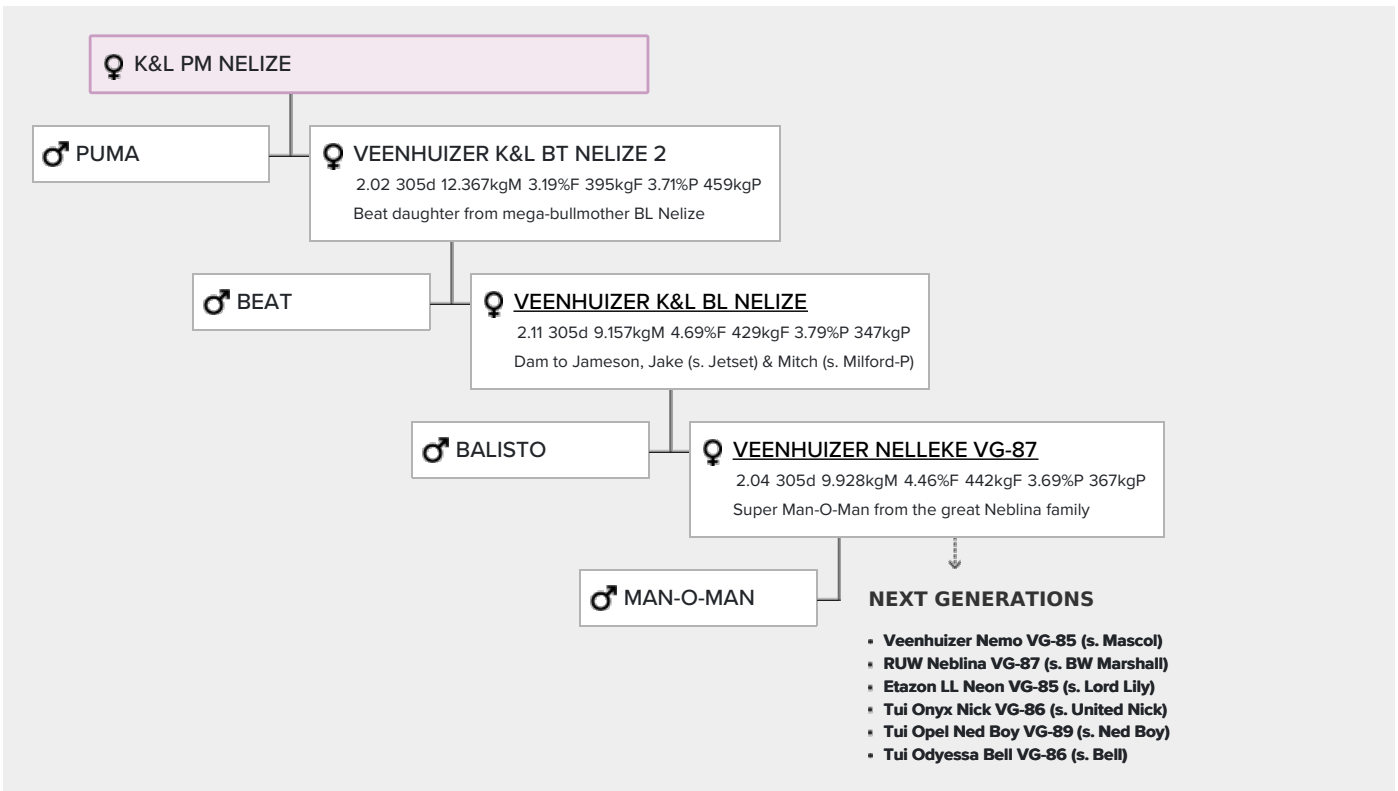 K&L PM NELIZE
PUMA
VEENHUIZER K&L BT NELIZE 2
2.02 305d 12.367kgM 3.19%F 395kgF 3.71%P 459kgP
Beat daughter from mega-bullmother BL Nelize
BEAT
VEENHUIZER K&L BL NELIZE
2.11 305d 9.157kgM 4.69%F 429kgF 3.79%P 347kgP
Dam to Jameson, Jake (s. Jetset) & Mitch (s. Milford-P)
BALISTO
VEENHUIZER NELLEKE VG-87
2.04 305d 9.928kgM 4.46%F 442kgF 3.69%P 367kgP
Super Man-O-Man from the great Neblina family
MAN-O-MAN
NEXT GENERATIONS
Veenhuizer Nemo VG-85 (s. Mascol)
RUW Neblina VG-87 (s. BW Marshall)
Etazon LL Neon VG-85 (s. Lord Lily)
Tui Onyx Nick VG-86 (s. United Nick)
Tui Opel Ned Boy VG-89 (s. Ned Boy)
Tui Odyessa Bell VG-86 (s. Bell)